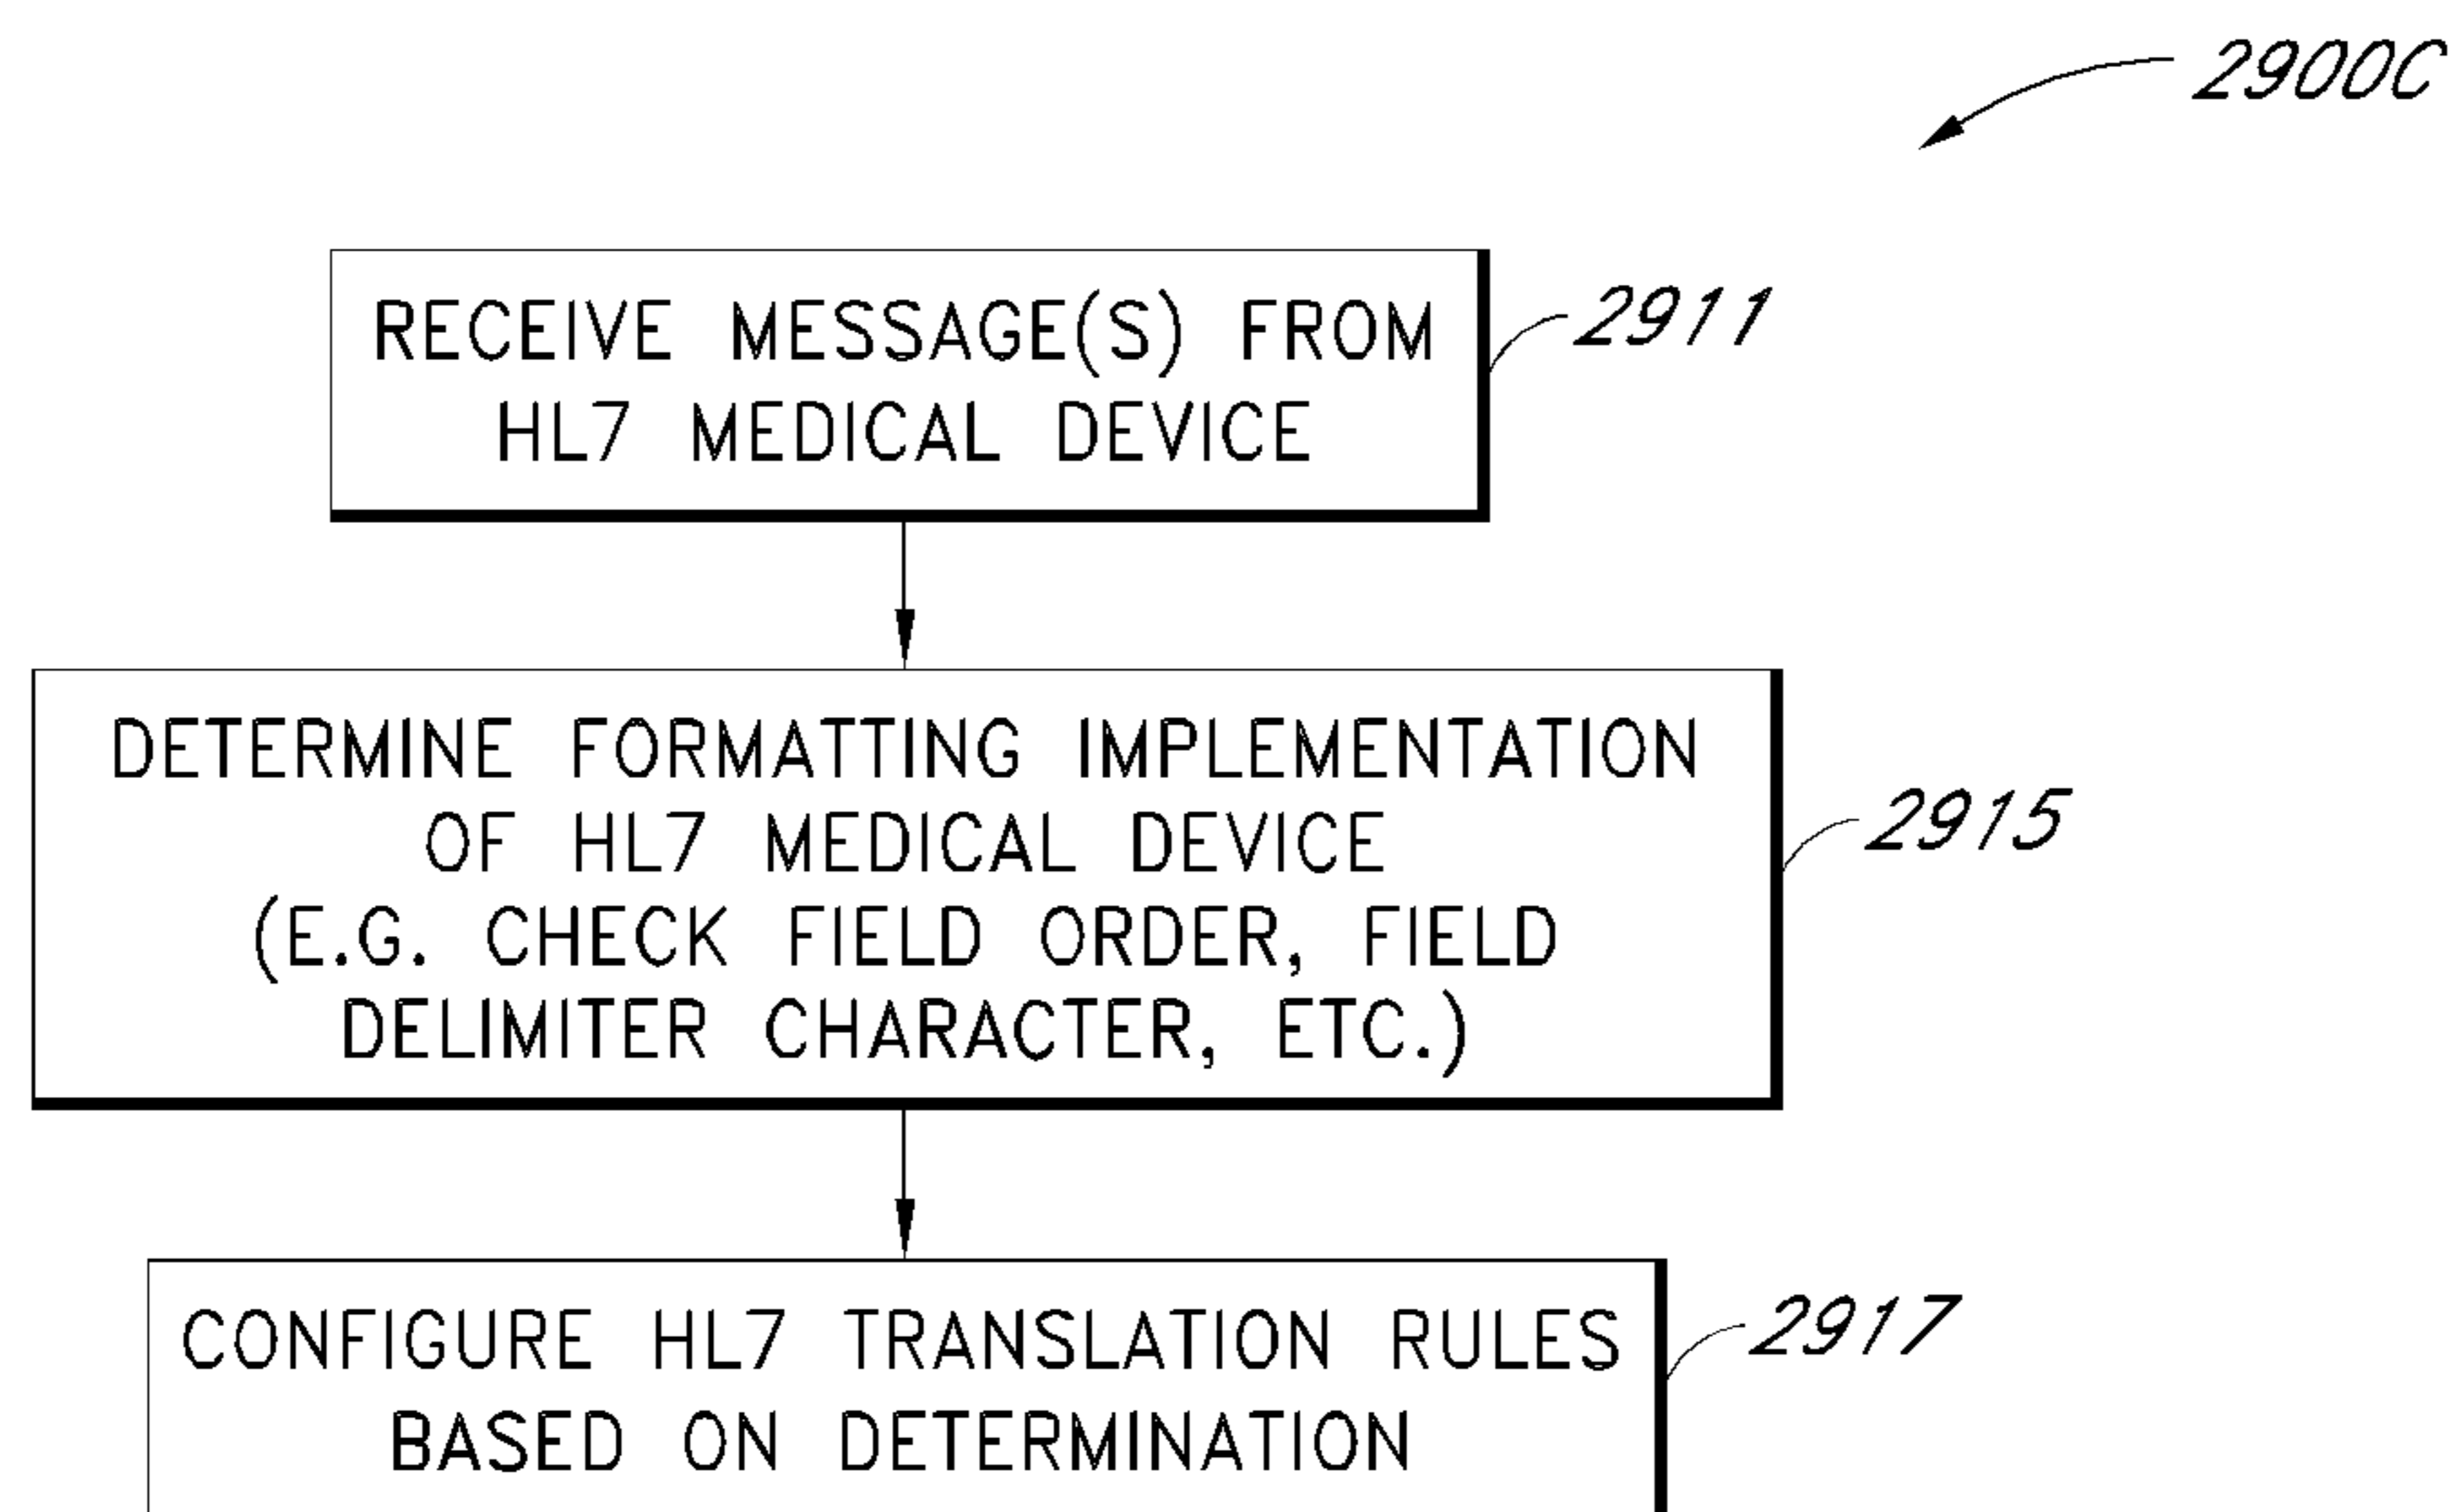 2900C
RECEIVE MESSAGE(S) FROM
HL7 MEDICAL DEVICE
2911
DETERMINE FORMATTING IMPLEMENTATION
OF HL7 MEDICAL DEVICE
(E.G. CHECK FIELD ORDER, FIELD
DELIMITER CHARACTER, ETC.)
2915
CONFIGURE HL7 TRANSLATION RULES
BASED ON DETERMINATION
2917